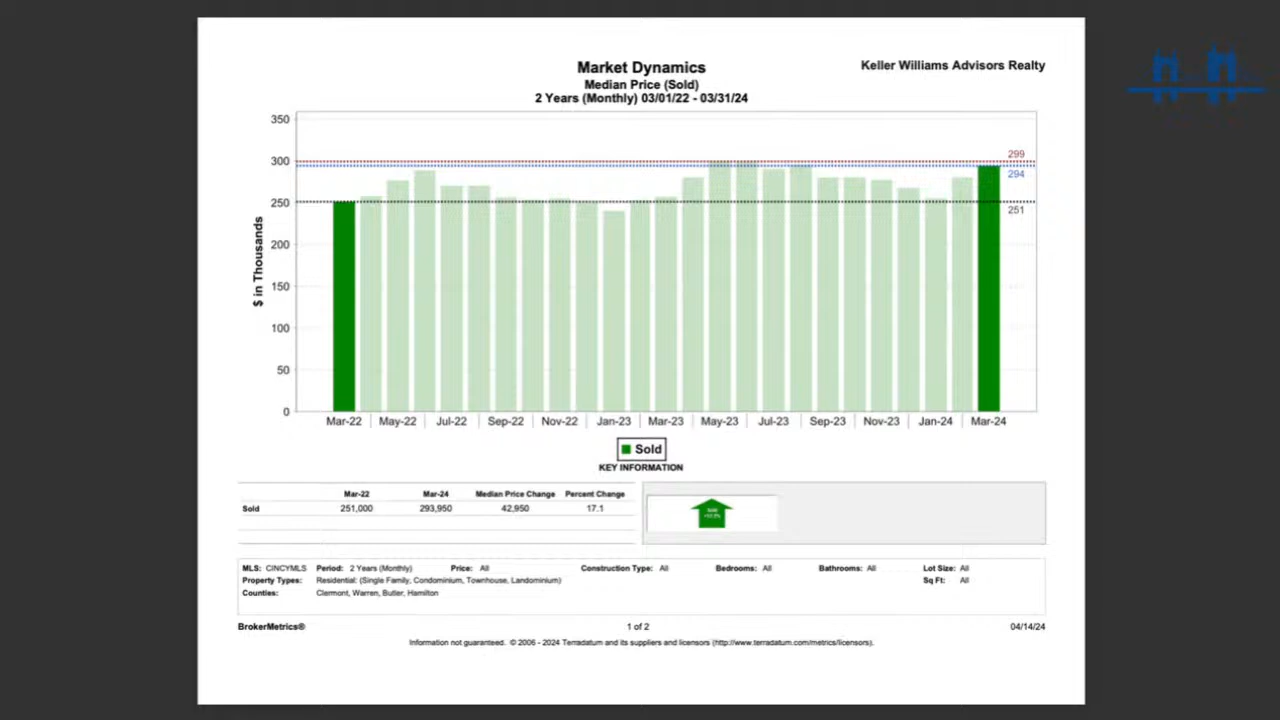 Market Dynamics
Keller Williams Advisors Realty
Median Price (Sold)
2 Years (Monthly) 03/01/22 - 03/31/24
$ in Thousands
350
300
250
200
150
100
50
0
299
294
251
Mar-22 May-22 Jul-22 Sep-22 Nov-22 Jan-23 Mar-23 May-23 Jul-23 Sep-23 Nov-23 Jan-24 Mar-24
Sold
KEY INFORMATION
Mar-22 Mar-24 Median Price Change Percent Change
Sold 251,000 293,950 42,950 17.1
MLS: CINCYMLS Period: 2 Years (Monthly) Price: All Construction Type: All Bedrooms: All Bathrooms: All Lot Size: All
Property Types: Residential: (Single Family, Condominium, Townhouse, Landominium) Sq Ft: All
Counties: Clermont, Warren, Butler, Hamilton
BrokerMetrics® 1 of 2 04/14/24
Information not guaranteed. © 2006 - 2024 Terradatum and its suppliers and licensors (http://www.terradatum.com/metrics/licensors).